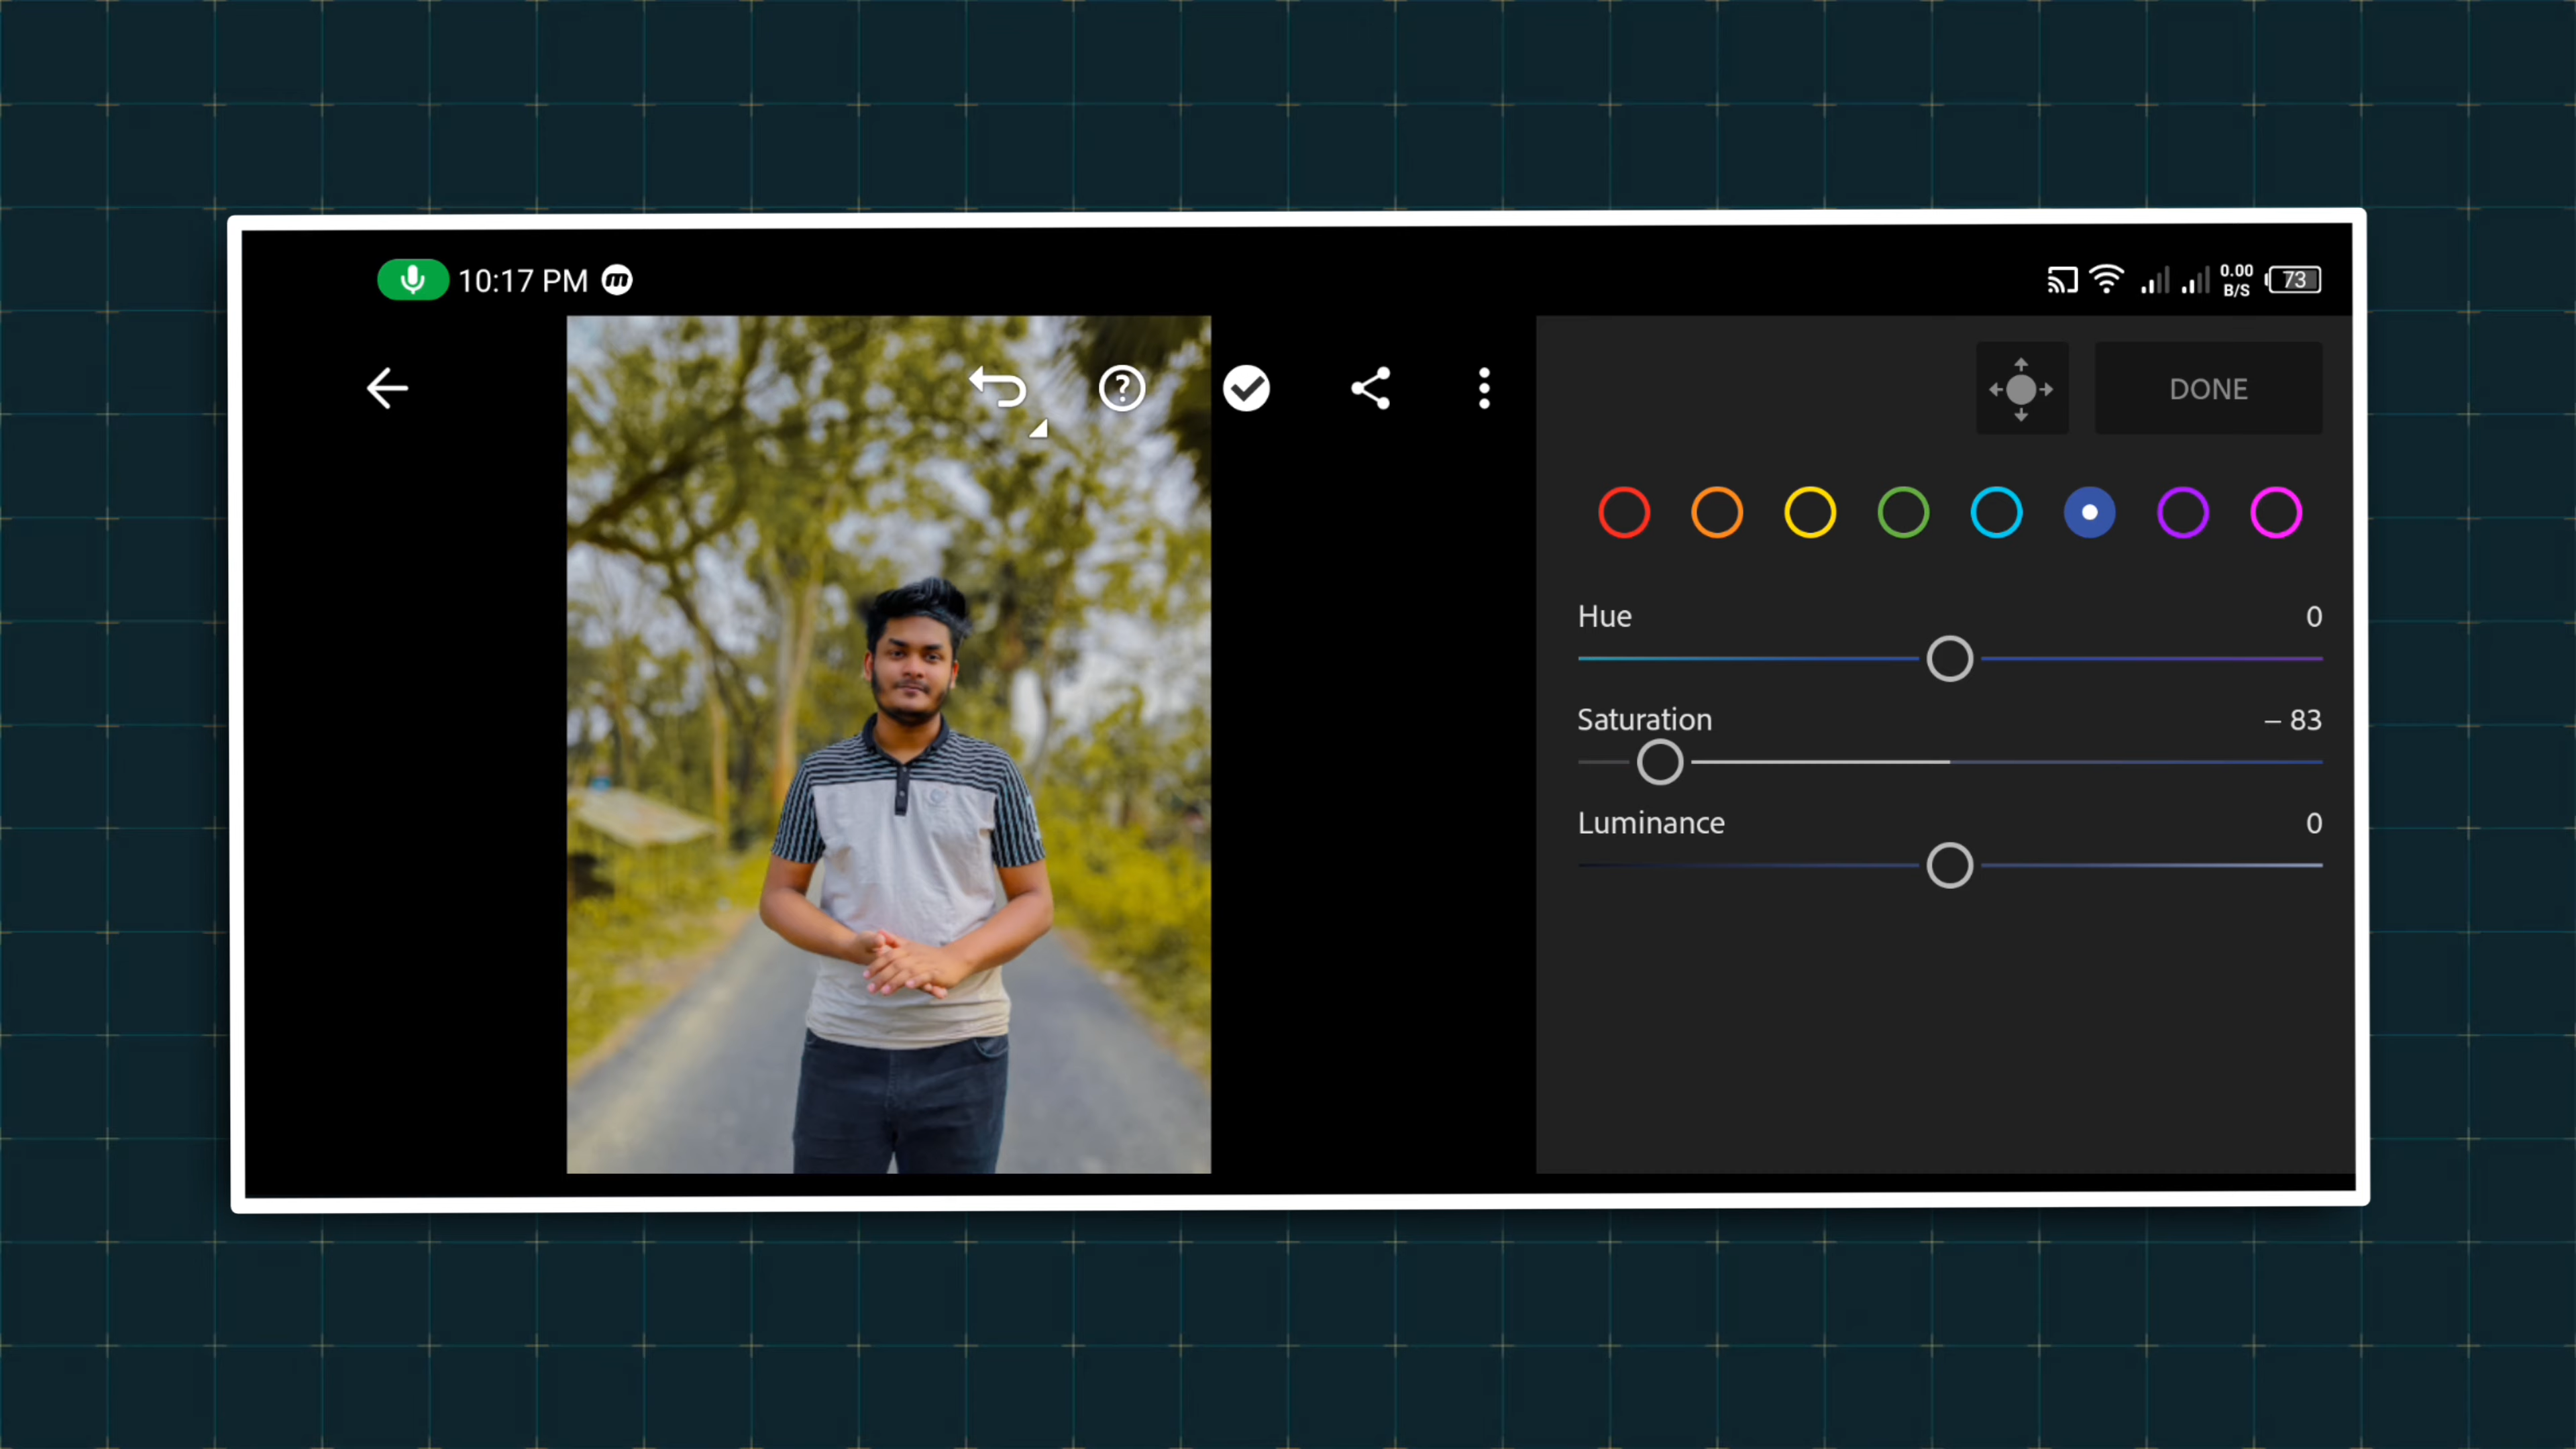 10:17 PM m
0.00
B/S
73
?
DONE
Hue 0
Saturation – 83
Luminance 0